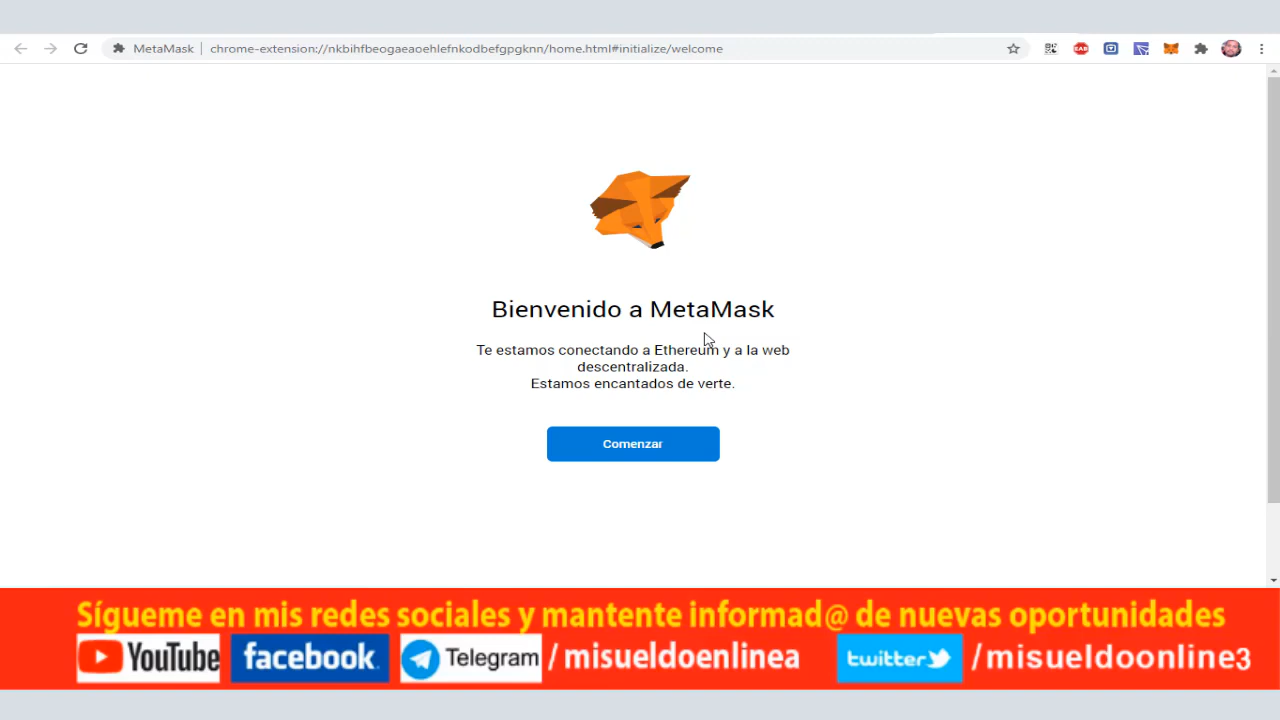 MetaMask | chrome-extension://nkbihfbeogaeaoehlefnkodbefgpgknn/home.html#initialize/welcome
Bienvenido a MetaMask
Te estamos conectando a Ethereum y a la web
descentralizada.
Estamos encantados de verte.
Comenzar
Sígueme en mis redes sociales y mantente informad@ de nuevas oportunidades
YouTube facebook. Telegram / misueldoenlinea twitter /misueldoonline3